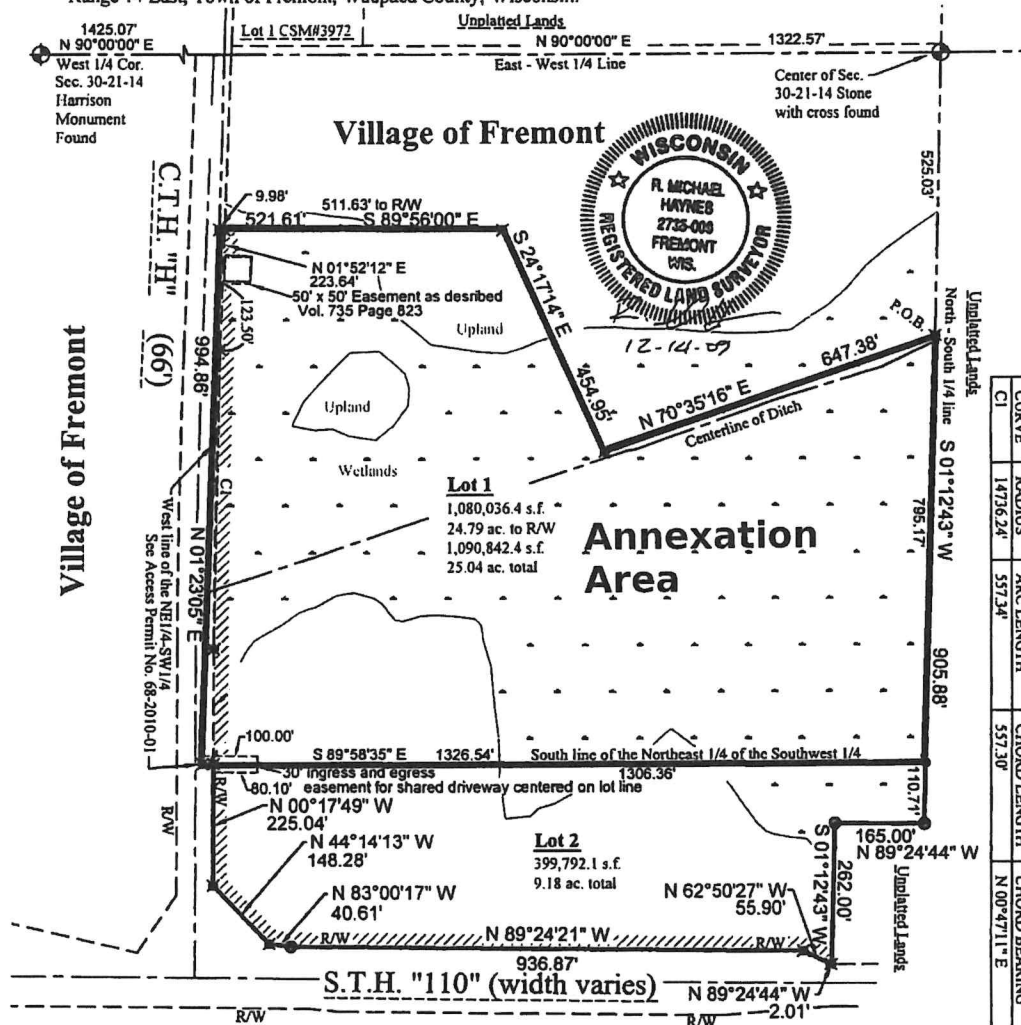 1425.07'
N 90°00'00" E
West 1/4 Cor.
Sec. 30-21-14
Harrison
Monument
Found
Lot 1 CSM#3972
Unplatted Lands
N 90°00'00" E
1322.57'
East - West 1/4 Line
Center of Sec.
30-21-14 Stone
with cross found
Village of Fremont
WISCONSIN
R. MICHAEL
HAYNES
2735-003
FREMONT
WIS.
REGISTERED LAND SURVEYOR
12-14-09
525.03'
C.T.H. "H"
(66')
9.98'
511.63' to R/W
521.61'
S 89°56'00" E
N 01°52'12" E
223.64'
50' x 50' Easement as desribed
Vol. 735 Page 823
123.50'
S 24°17'14" E
454.95'
Upland
Upland
Wetlands
P.O.B.
647.38'
N 70°35'16" E
Centerline of Ditch
Unplatted Lands
North - South 1/4 line
S 01°12'43" W
795.17'
905.88'
Village of Fremont
994.86'
N 01°23'05" E
C1
West line of the NE1/4-SW1/4
See Access Permit No. 68-2010-01
Lot 1
1,080,036.4 s.f.
24.79 ac. to R/W
1,090,842.4 s.f.
25.04 ac. total
Annexation
Area
CURVE RADIUS ARC LENGTH CHORD LENGTH CHORD BEARING
C1 14736.24' 557.34' 557.30' N 00°47'11" E
100.00'
S 89°58'35" E
1326.54'
South line of the Northeast 1/4 of the Southwest 1/4
1306.36'
30' ingress and egress
80.10' easement for shared driveway centered on lot line
110.71'
R/W
R/W
N 00°17'49" W
225.04'
N 44°14'13" W
148.28'
N 83°00'17" W
40.61'
Lot 2
399,792.1 s.f.
9.18 ac. total
165.00'
N 89°24'44" W
S 01°12'43" W
262.00'
Unplatted Lands
N 62°50'27" W
55.90'
R/W
N 89°24'21" W
R/W
936.87'
S.T.H. "110" (width varies)
N 89°24'44" W
2.01'
R/W
R/W